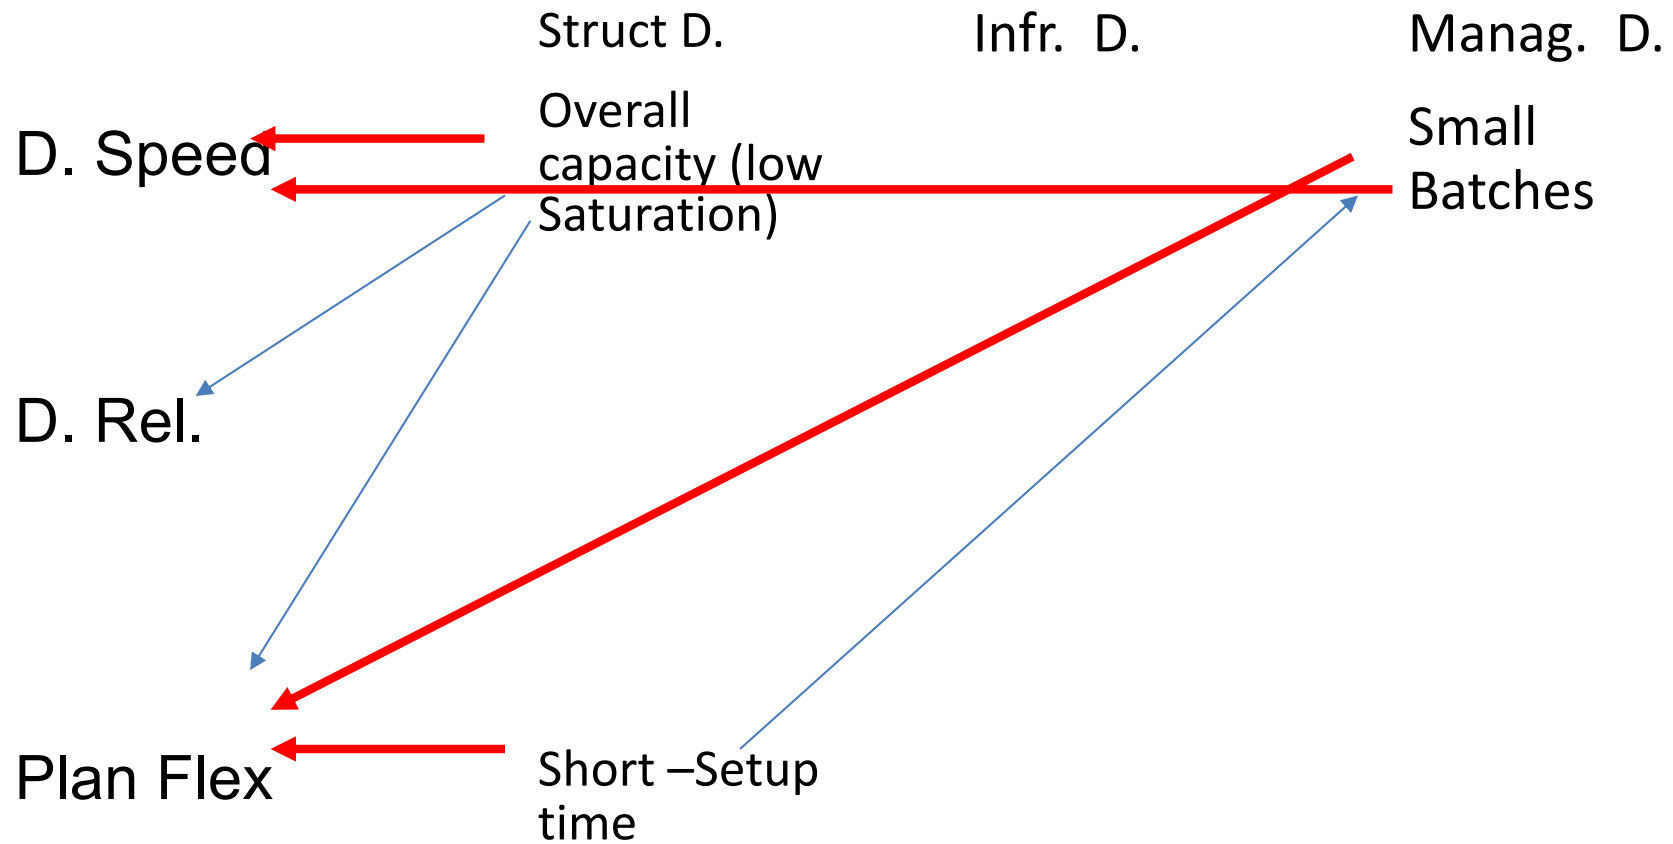 Struct D.
Infr. D.
Manag. D.
D. Speed
Overall
capacity (low
Saturation)
Small
Batches
D. Rel.
Plan Flex
Short –Setup
time